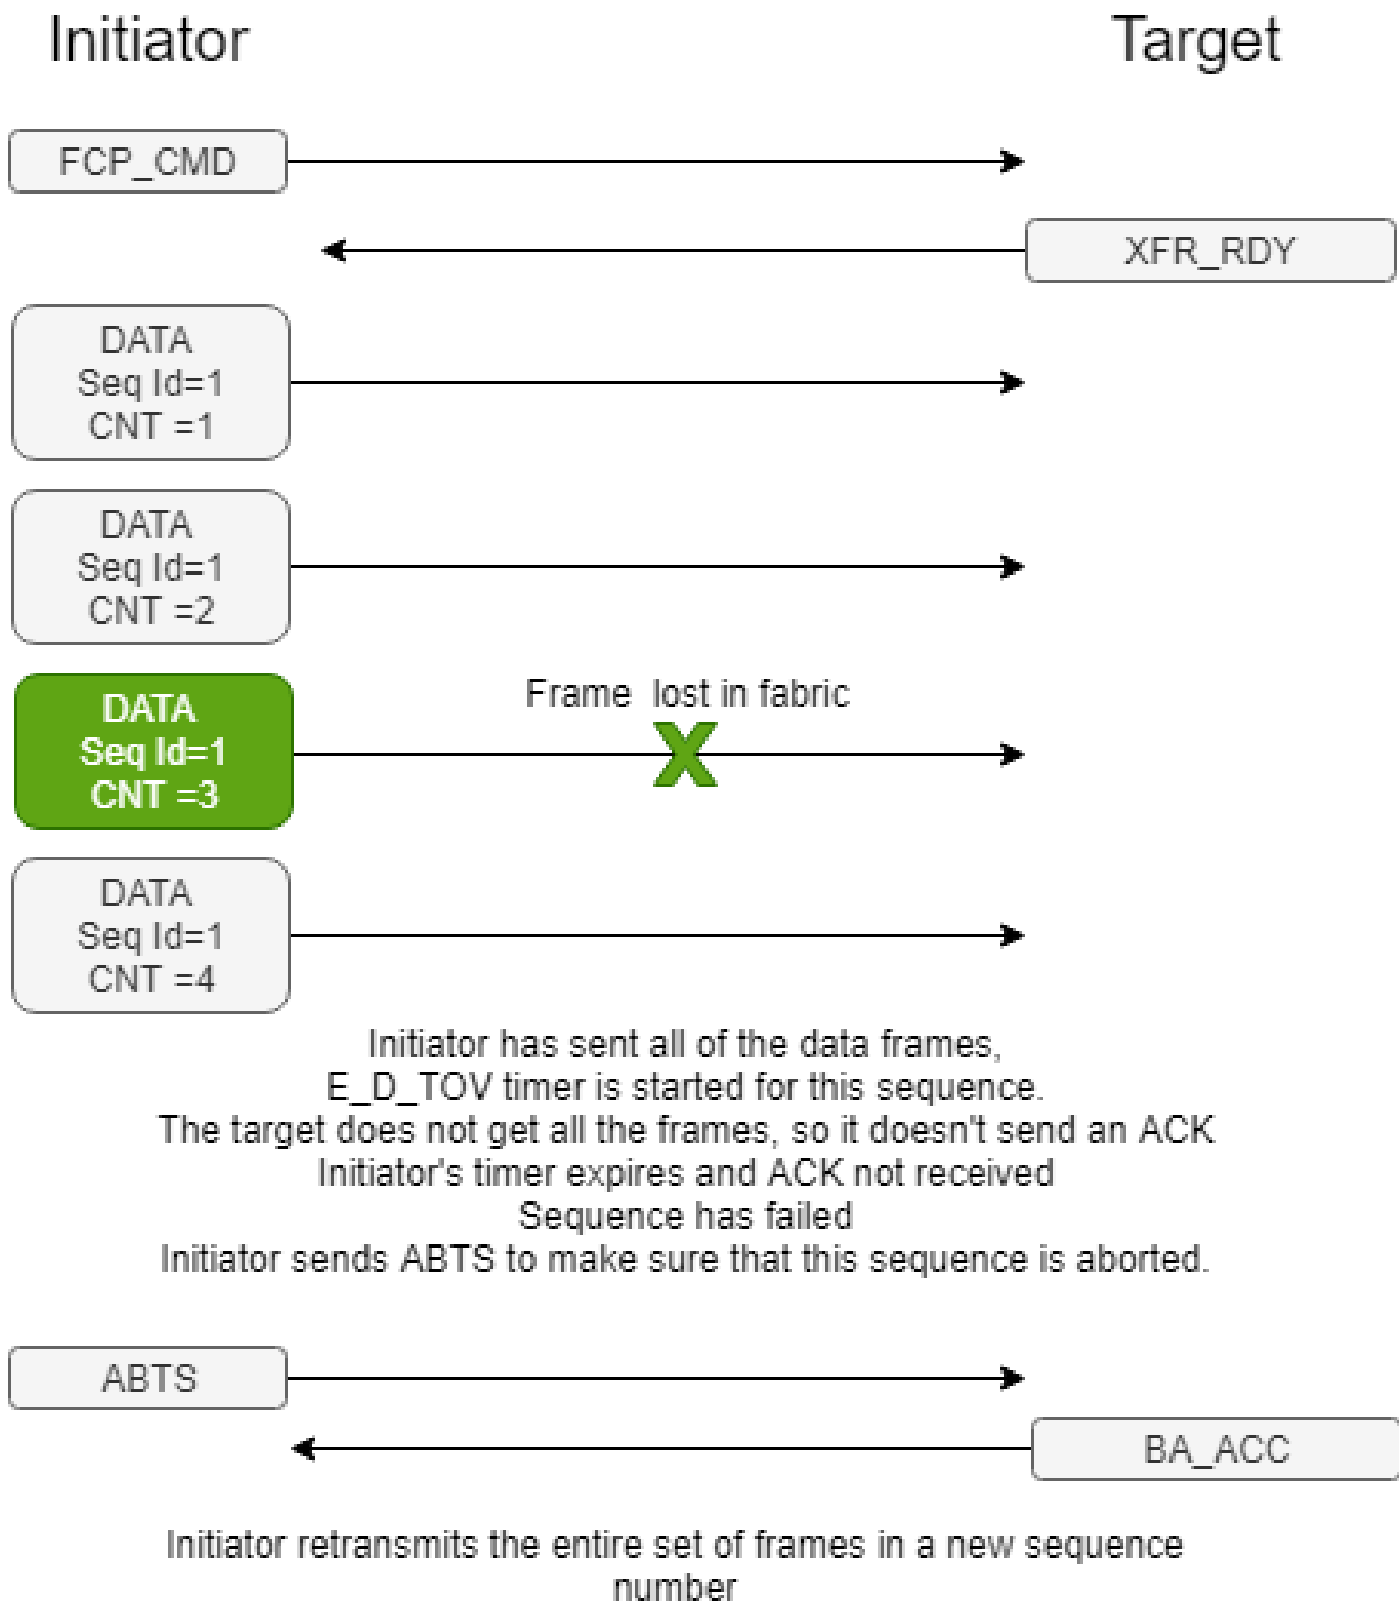 Initiator
Target
FCP_CMD
XFR_RDY
DATA
Seq Id=1
CNT =1
DATA
Seq Id=1
CNT =2
Frame lost in fabric
DATA
Seq Id=1
CNT =3
X
DATA
Seq Id=1
CNT =4
Initiator has sent all of the data frames,
E_D_TOV timer is started for this sequence.
The target does not get all the frames, so it doesn't send an ACK
Initiator's timer expires and ACK not received
Sequence has failed
Initiator sends ABTS to make sure that this sequence is aborted.
ABTS
BA_ACC
Initiator retransmits the entire set of frames in a new sequence
number